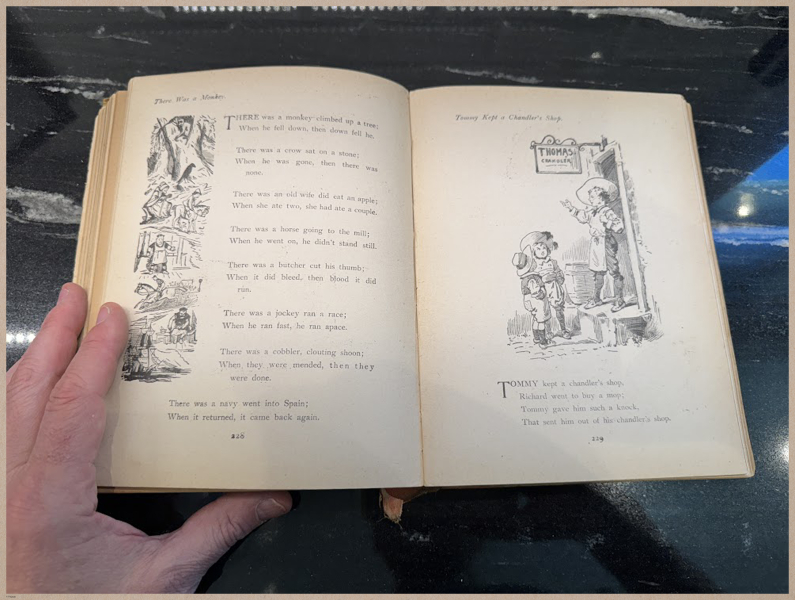 There Was a Monkey.
THERE was a monkey climbed up a tree;
When he fell down, then down fell he.
There was a crow sat on a stone;
When he was gone, then there was
none.
There was an old wife did eat an apple;
When she ate two, she had ate a couple.
There was a horse going to the mill;
When he went on, he didn't stand still.
There was a butcher cut his thumb;
When it did bleed, then blood it did
run.
There was a jockey ran a race;
When he ran fast, he ran apace.
There was a cobbler, clouting shoon;
When they were mended, then they
were done.
There was a navy went into Spain;
When it returned, it came back again.
228
Tommy Kept a Chandler's Shop.
THOMAS
CHANDLER
TOMMY kept a chandler's shop,
Richard went to buy a mop;
Tommy gave him such a knock,
That sent him out of his chandler's shop.
229